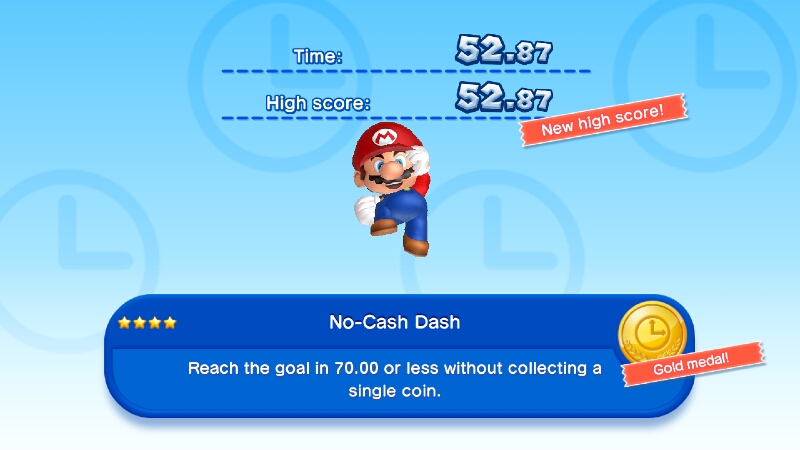 Time: 52.87
High score: 52.87
New high score!
M
No-Cash Dash
Reach the goal in 70.00 or less without collecting a
single coin.
Gold medal!